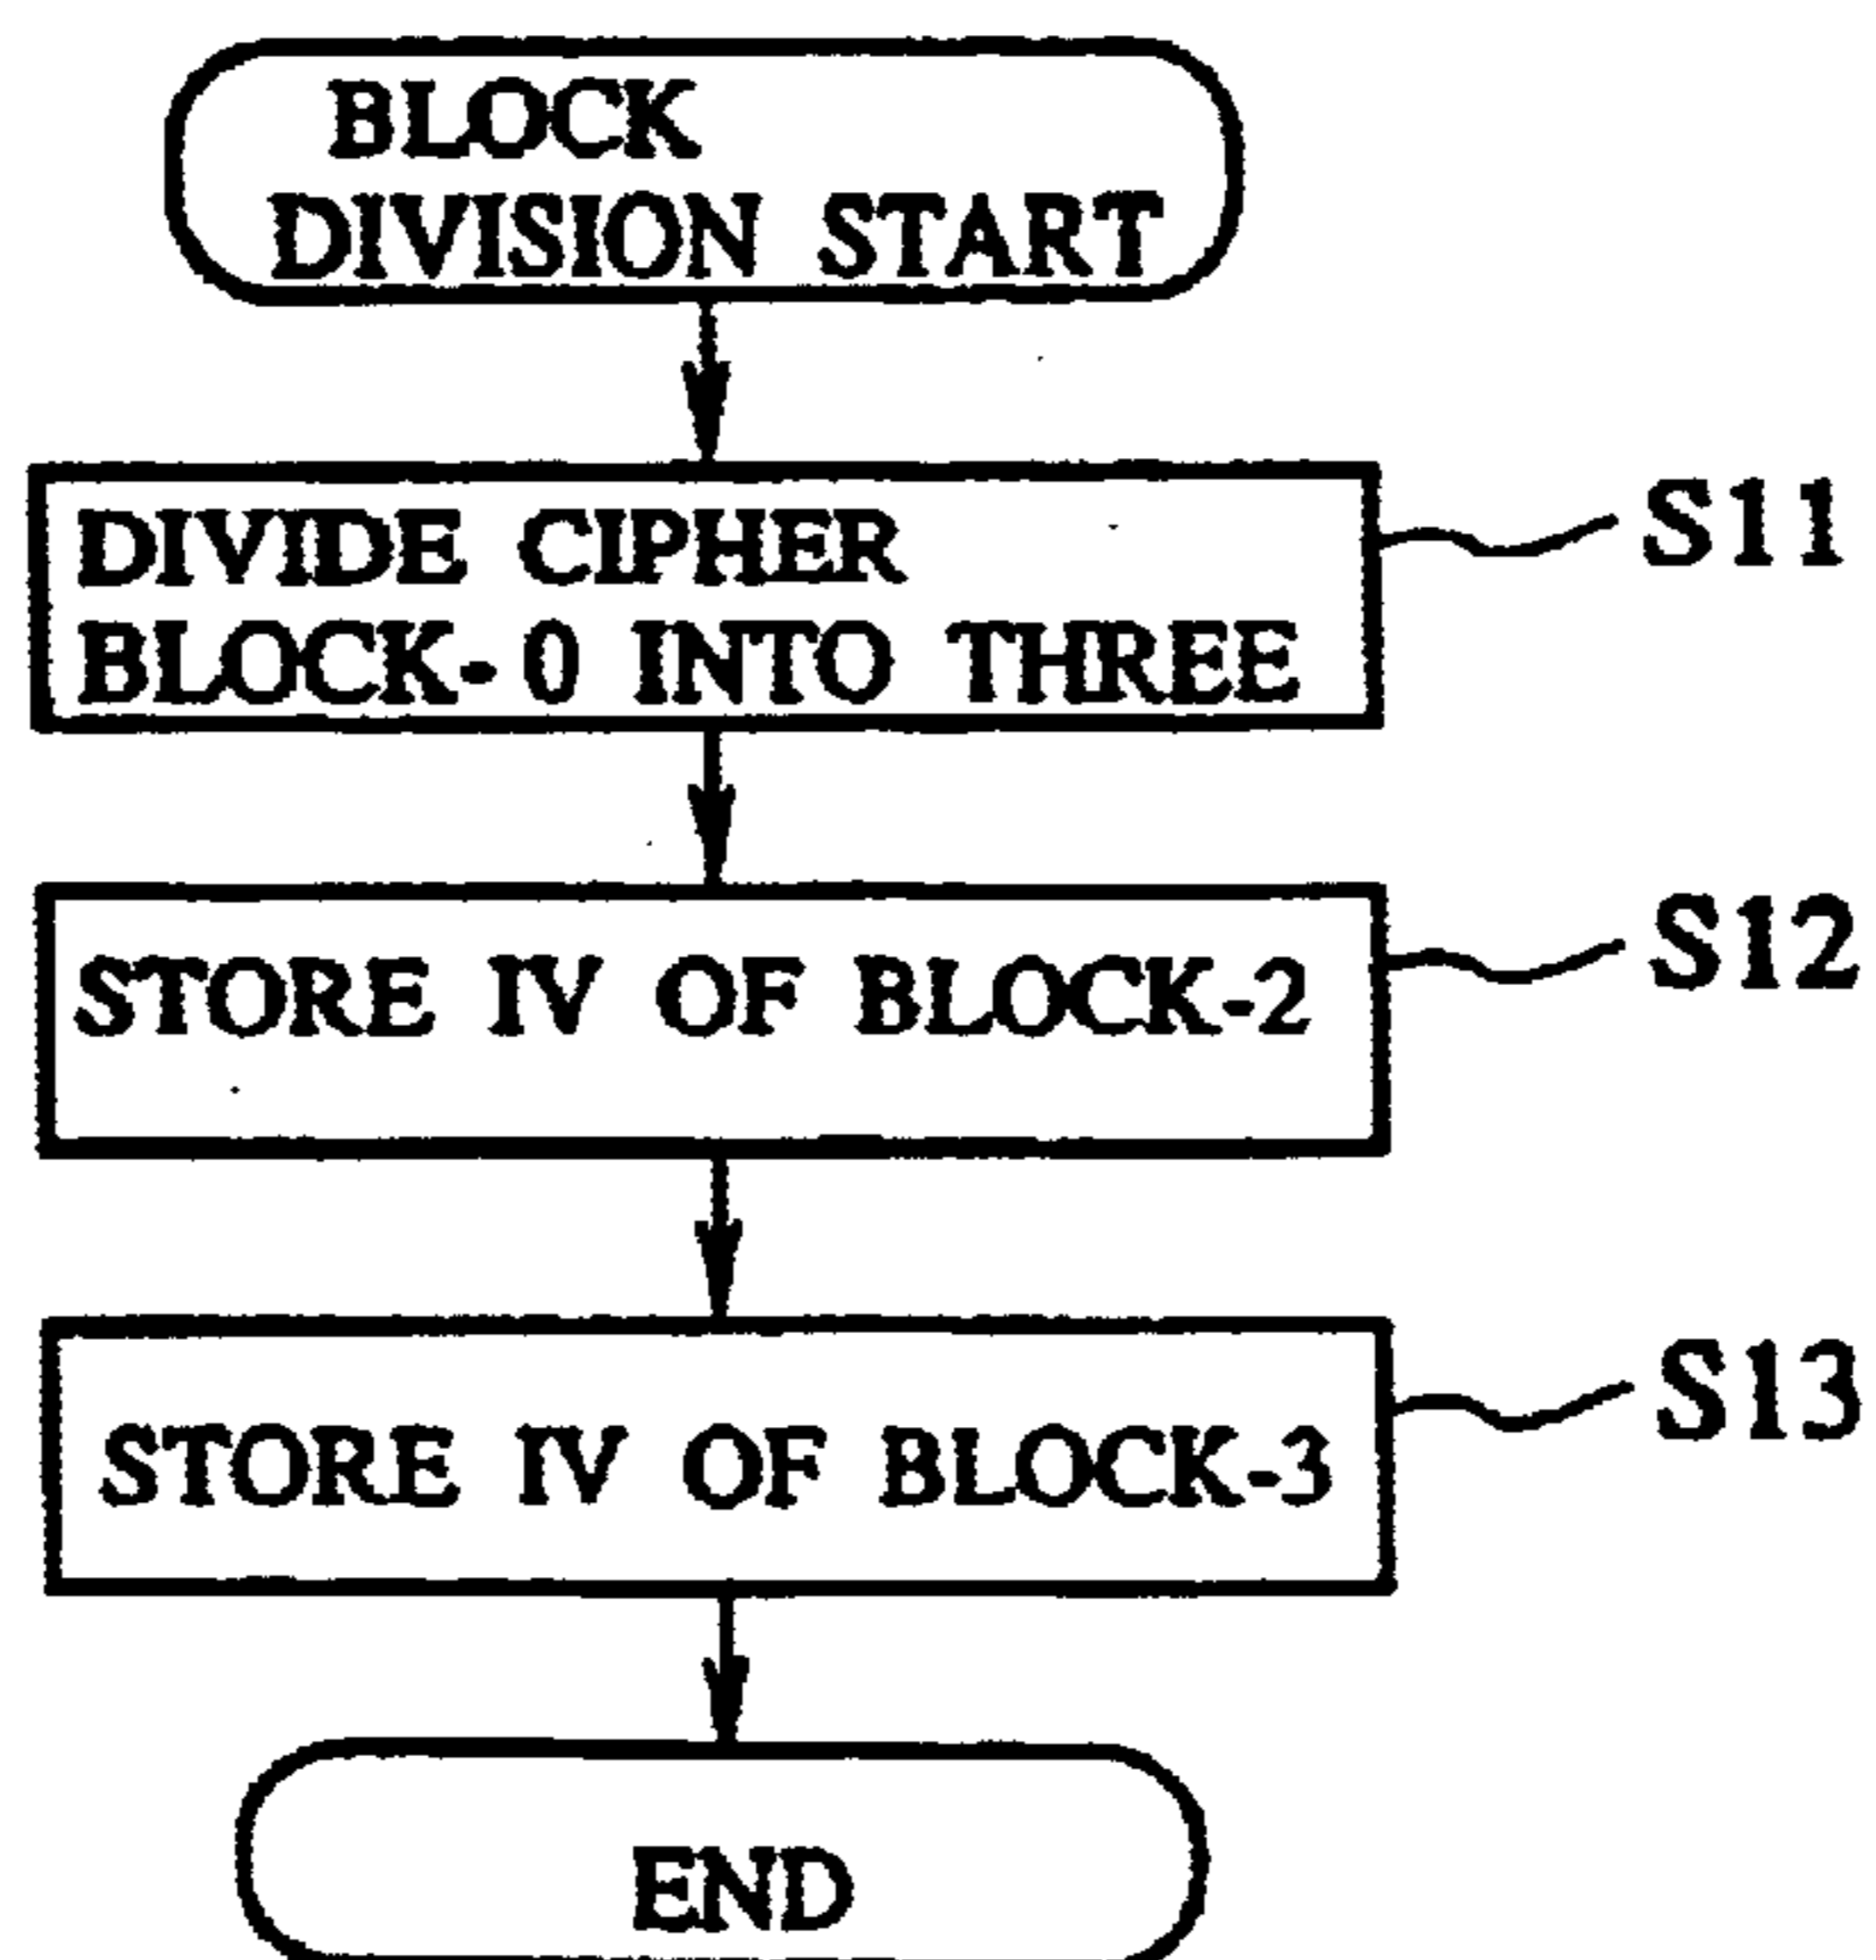 BLOCK
DIVISION START
DIVIDE CIPHER
BLOCK-0 INTO THREE
S11
STORE IV OF BLOCK-2
S12
STORE IV OF BLOCK-3
S13
END